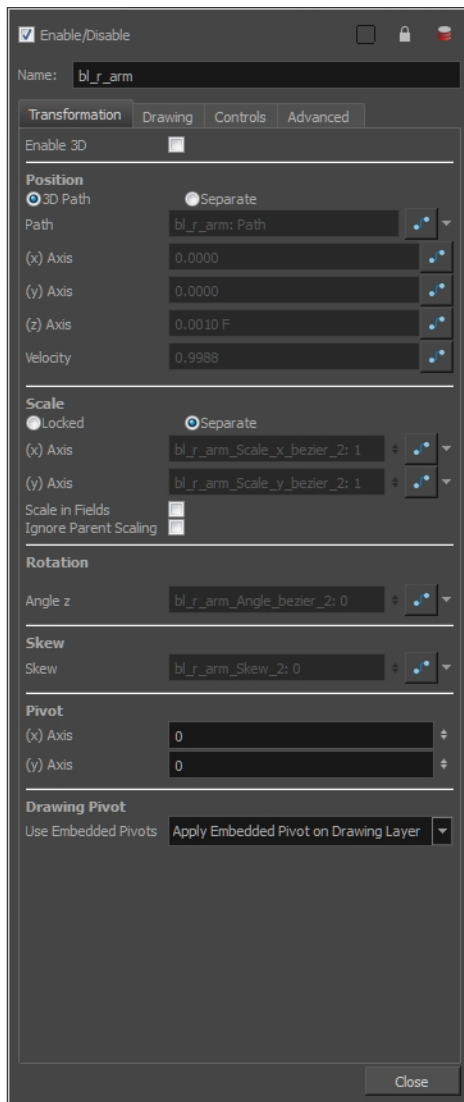 Enable/Disable
Name: bl_r_arm
Transformation Drawing Controls Advanced
Enable 3D
Position
3D Path Separate
Path bl_r_arm: Path
(x) Axis 0.0000
(y) Axis 0.0000
(z) Axis 0.0010 F
Velocity 0.9988
Scale
Locked Separate
(x) Axis bl_r_arm_Scale_x_bezier_2: 1
(y) Axis bl_r_arm_Scale_y_bezier_2: 1
Scale in Fields
Ignore Parent Scaling
Rotation
Angle z bl_r_arm_Angle_bezier_2: 0
Skew
Skew bl_r_arm_Skew_2: 0
Pivot
(x) Axis 0
(y) Axis 0
Drawing Pivot
Use Embedded Pivots Apply Embedded Pivot on Drawing Layer
Close